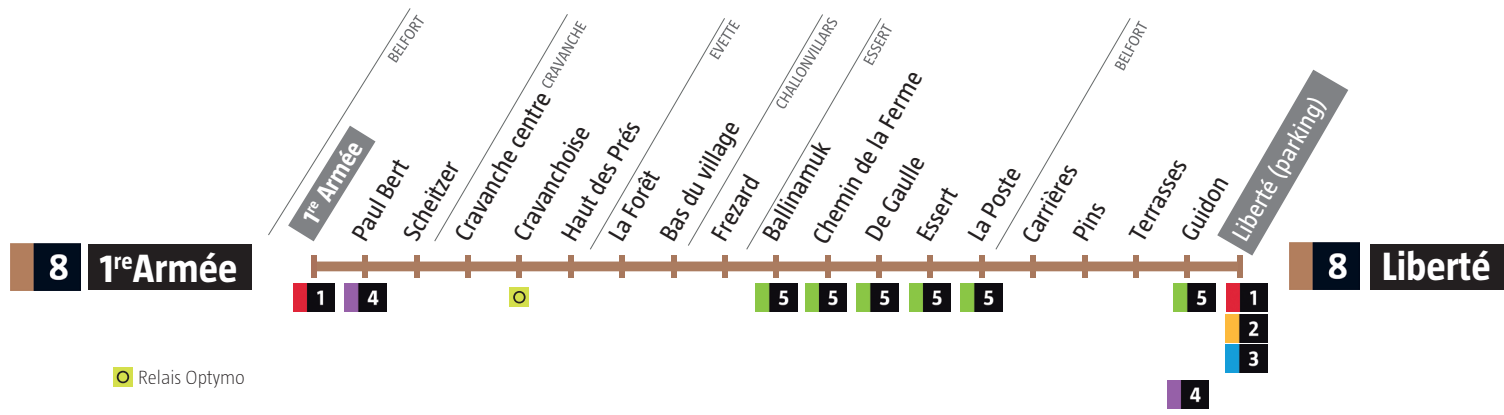 BELFORT
CRAVANCHE
EVETTE
CHALLONVILLARS
ESSERT
BELFORT
1re Armée
Paul Bert
Scheitzer
Cravanche centre
Cravanchoise
Haut des Prés
La Forêt
Bas du village
Frezard
Ballinamuk
Chemin de la Ferme
De Gaulle
Essert
La Poste
Carrières
Pins
Terrasses
Guidon
Liberté (parking)
8 1re Armée
8 Liberté
1
4
O
5
5
5
5
5
5
1
2
3
4
O Relais Optymo